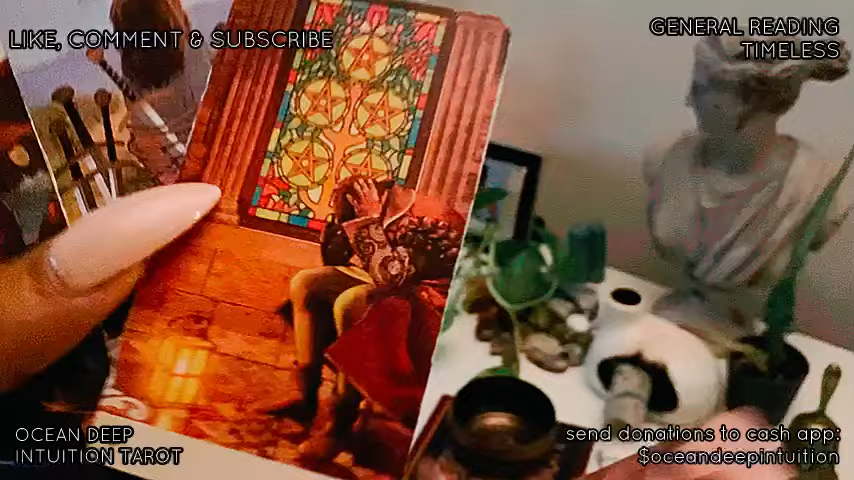 LIKE, COMMENT & SUBSCRIBE
GENERAL READING
TIMELESS
OCEAN DEEP
INTUITION TAROT
send donations to cash app:
$oceandeepintuition